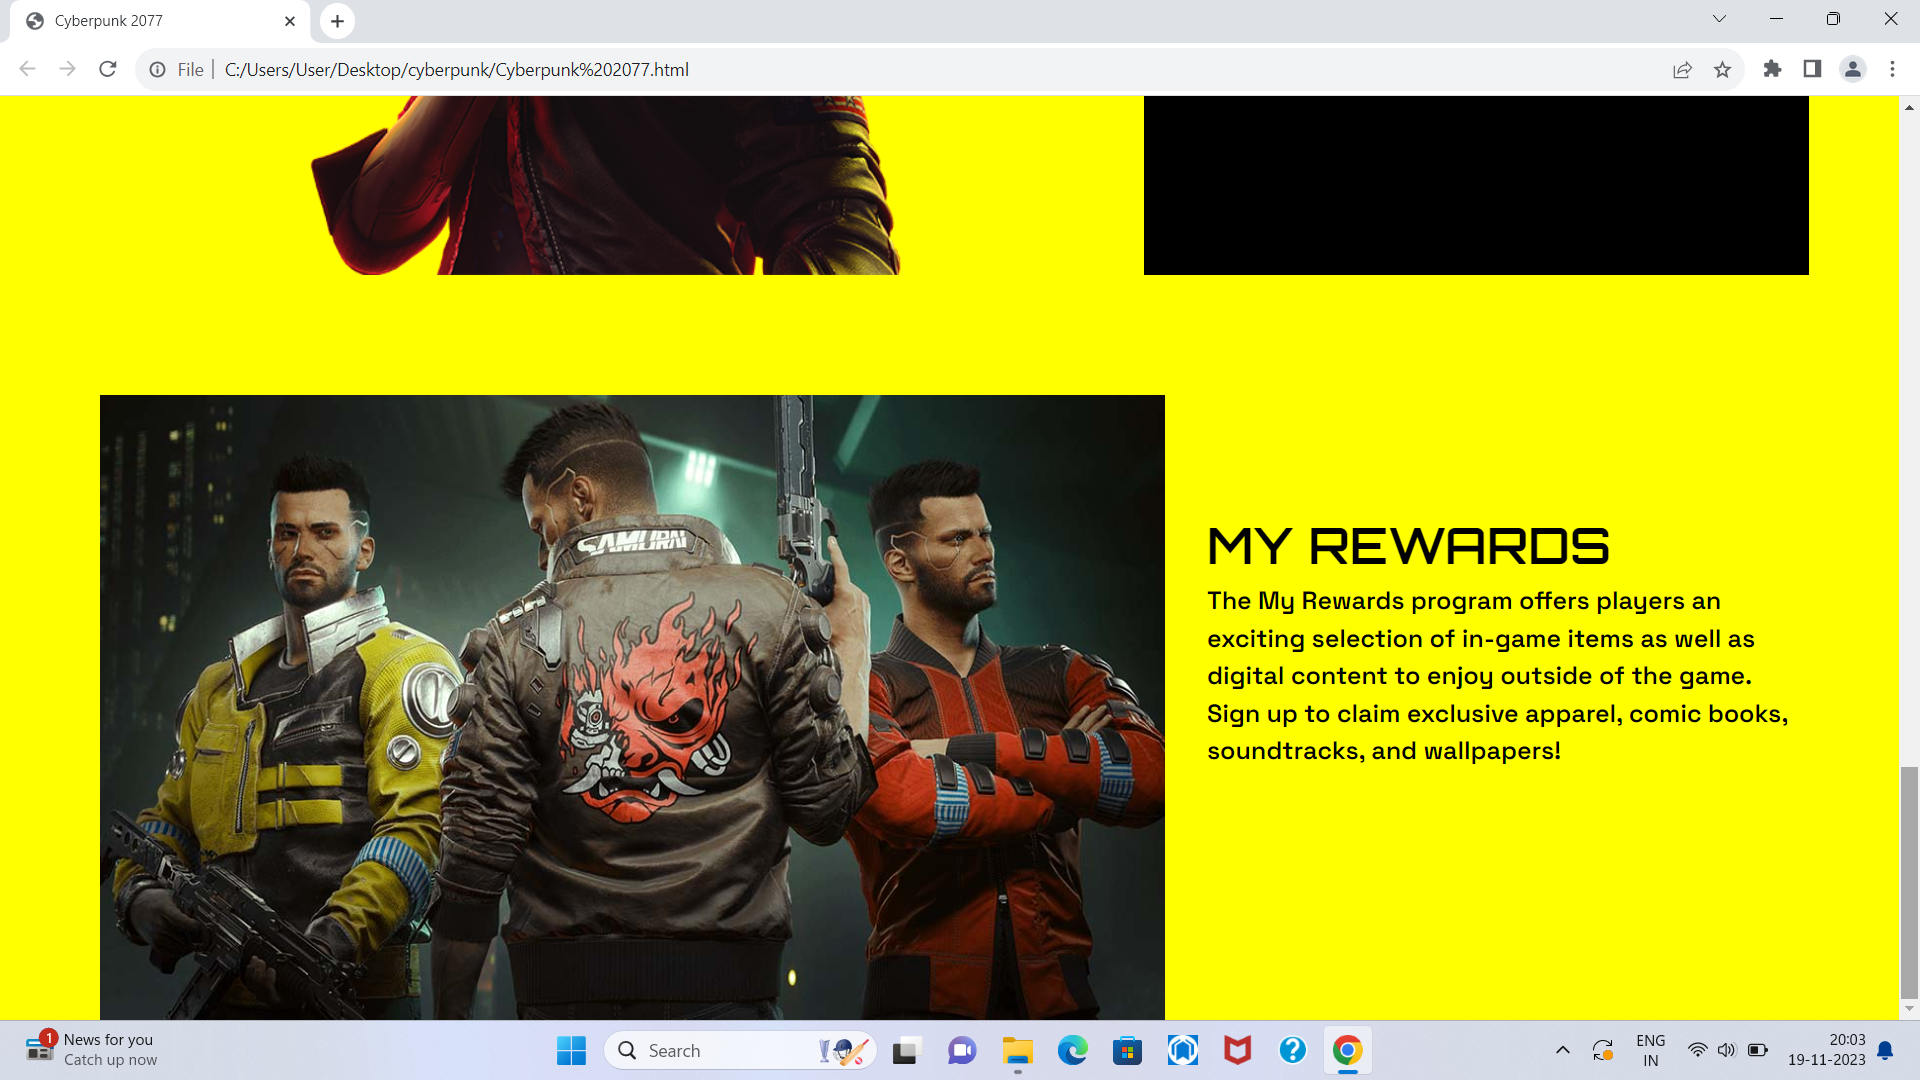 Cyberpunk 2077
File
C:/Users/User/Desktop/cyberpunk/Cyberpunk%202077.html
SAMURAI
MY REWARDS
The My Rewards program offers players an
exciting selection of in-game items as well as
digital content to enjoy outside of the game.
Sign up to claim exclusive apparel, comic books,
soundtracks, and wallpapers!
1
News for you
Catch up now
Search
ENG
IN
20:03
19-11-2023